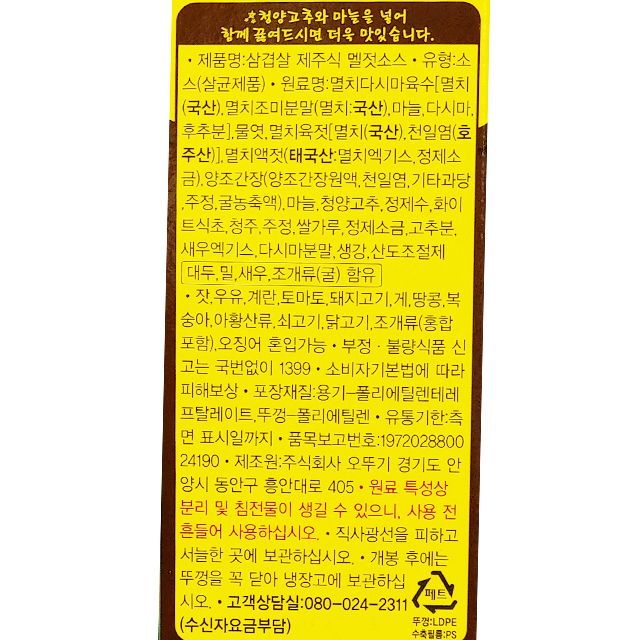 청양고추와 마늘을 넣어
함께 끓여드시면 더욱 맛있습니다.
• 제품명:삼겹살 제주식 멜젓소스 • 유형:소
스(살균제품) • 원료명:멸치다시마육수[멸치
(국산),멸치조미분말(멸치:국산),마늘,다시마,
후추분],물엿,멸치육젓[멸치(국산),천일염(호
주산)],멸치액젓(태국산:멸치엑기스,정제소
금),양조간장(양조간장원액,천일염,기타과당
,주정,굴농축액),마늘,청양고추,정제수,화이
트식초,청주,주정,쌀가루,정제소금,고추분,
새우엑기스,다시마분말,생강,산도조절제
대두,밀,새우,조개류(굴) 함유
• 잣,우유,계란,토마토,돼지고기,게,땅콩,복
숭아,아황산류,쇠고기,닭고기,조개류(홍합
포함),오징어 혼입가능 • 부정·불량식품 신
고는 국번없이 1399 • 소비자기본법에 따라
피해보상 • 포장재질:용기-폴리에틸렌테레
프탈레이트,뚜껑-폴리에틸렌 • 유통기한:측
면 표시일까지 • 품목보고번호:1972028800
24190 • 제조원:주식회사 오뚜기 경기도 안
양시 동안구 흥안대로 405 • 원료 특성상
분리 및 침전물이 생길 수 있으니, 사용 전
흔들어 사용하십시오. • 직사광선을 피하고
서늘한 곳에 보관하십시오. • 개봉 후에는
뚜껑을 꼭 닫아 냉장고에 보관하십
시오. • 고객상담실:080-024-2311
(수신자요금부담)
페트
뚜껑:LDPE
수축필름:PS